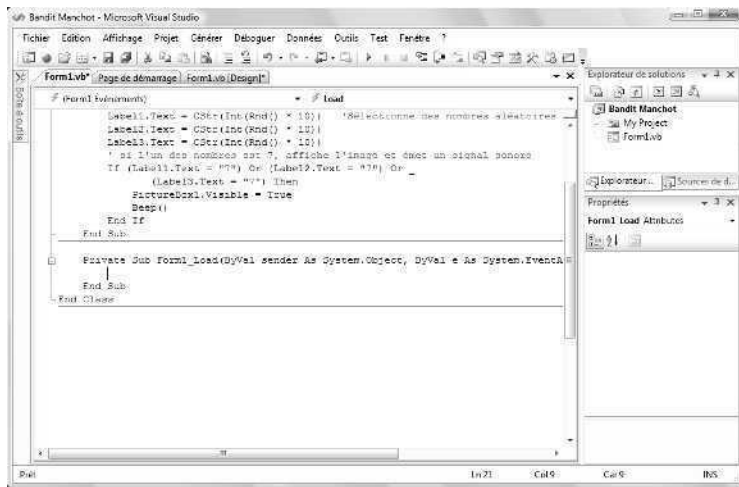 Bandit Manchot - Microsoft Visual Studio
Fichier Edition Affichage Projet Générer Déboguer Données Outils Test Fenêtre ?
Form1.vb* Page de démarrage Form1.vb [Design]*
Boîte à outils
(Form1 Événements) Load
Label1.Text = CStr(Int(Rnd() * 10)) 'Sélectionne des nombres aléatoires
Label2.Text = CStr(Int(Rnd() * 10))
Label3.Text = CStr(Int(Rnd() * 10))
' si l'un des nombres est 7, affiche l'image et émet un signal sonore
If (Label1.Text = "7") Or (Label2.Text = "7") Or _
(Label3.Text = "7") Then
PictureBox1.Visible = True
Beep()
End If
End Sub
Private Sub Form1_Load(ByVal sender As System.Object, ByVal e As System.EventA
End Sub
End Class
Explorateur de solutions
Bandit Manchot
My Project
Form1.vb
Explorateur... Sources de d...
Propriétés
Form1 Load Attributes
Prêt Ln 21 Col 9 Car 9 INS